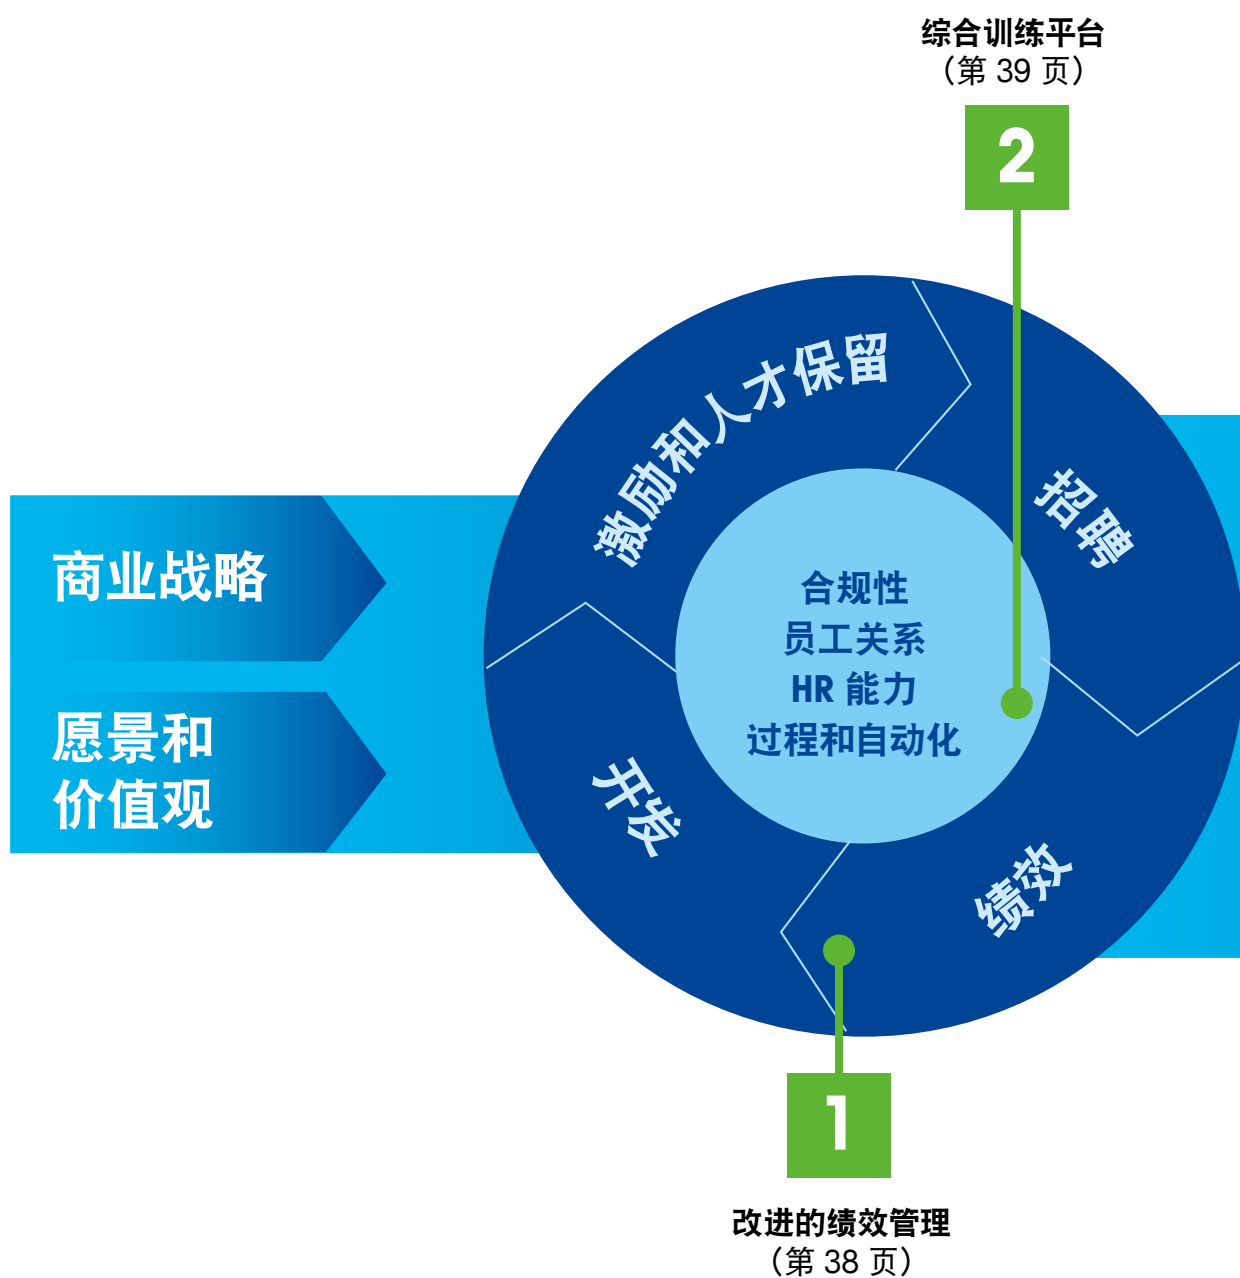 综合训练平台
（第 39 页）
2
激励和人才保留
招聘
商业战略
合规性
员工关系
HR 能力
过程和自动化
愿景和
价值观
开发
绩效
1
改进的绩效管理
（第 38 页）